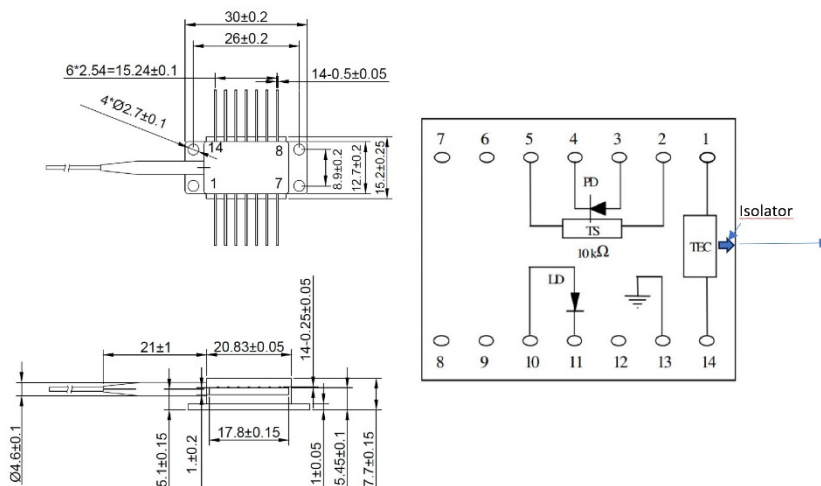 30±0.2
26±0.2
6*2.54=15.24±0.1
14-0.5±0.05
4*Ø2.7±0.1
14
8
1
7
8.9±0.2
12.7±0.2
15.2±0.25
7 6 5 4 3 2 1
PD
TS
10kΩ
TEC
Isolator
LD
8 9 10 11 12 13 14
21±1
20.83±0.05
14-0.25±0.05
Ø4.6±0.1
5.1±0.15
1.±0.2
17.8±0.15
1±0.05
5.45±0.1
7.7±0.15